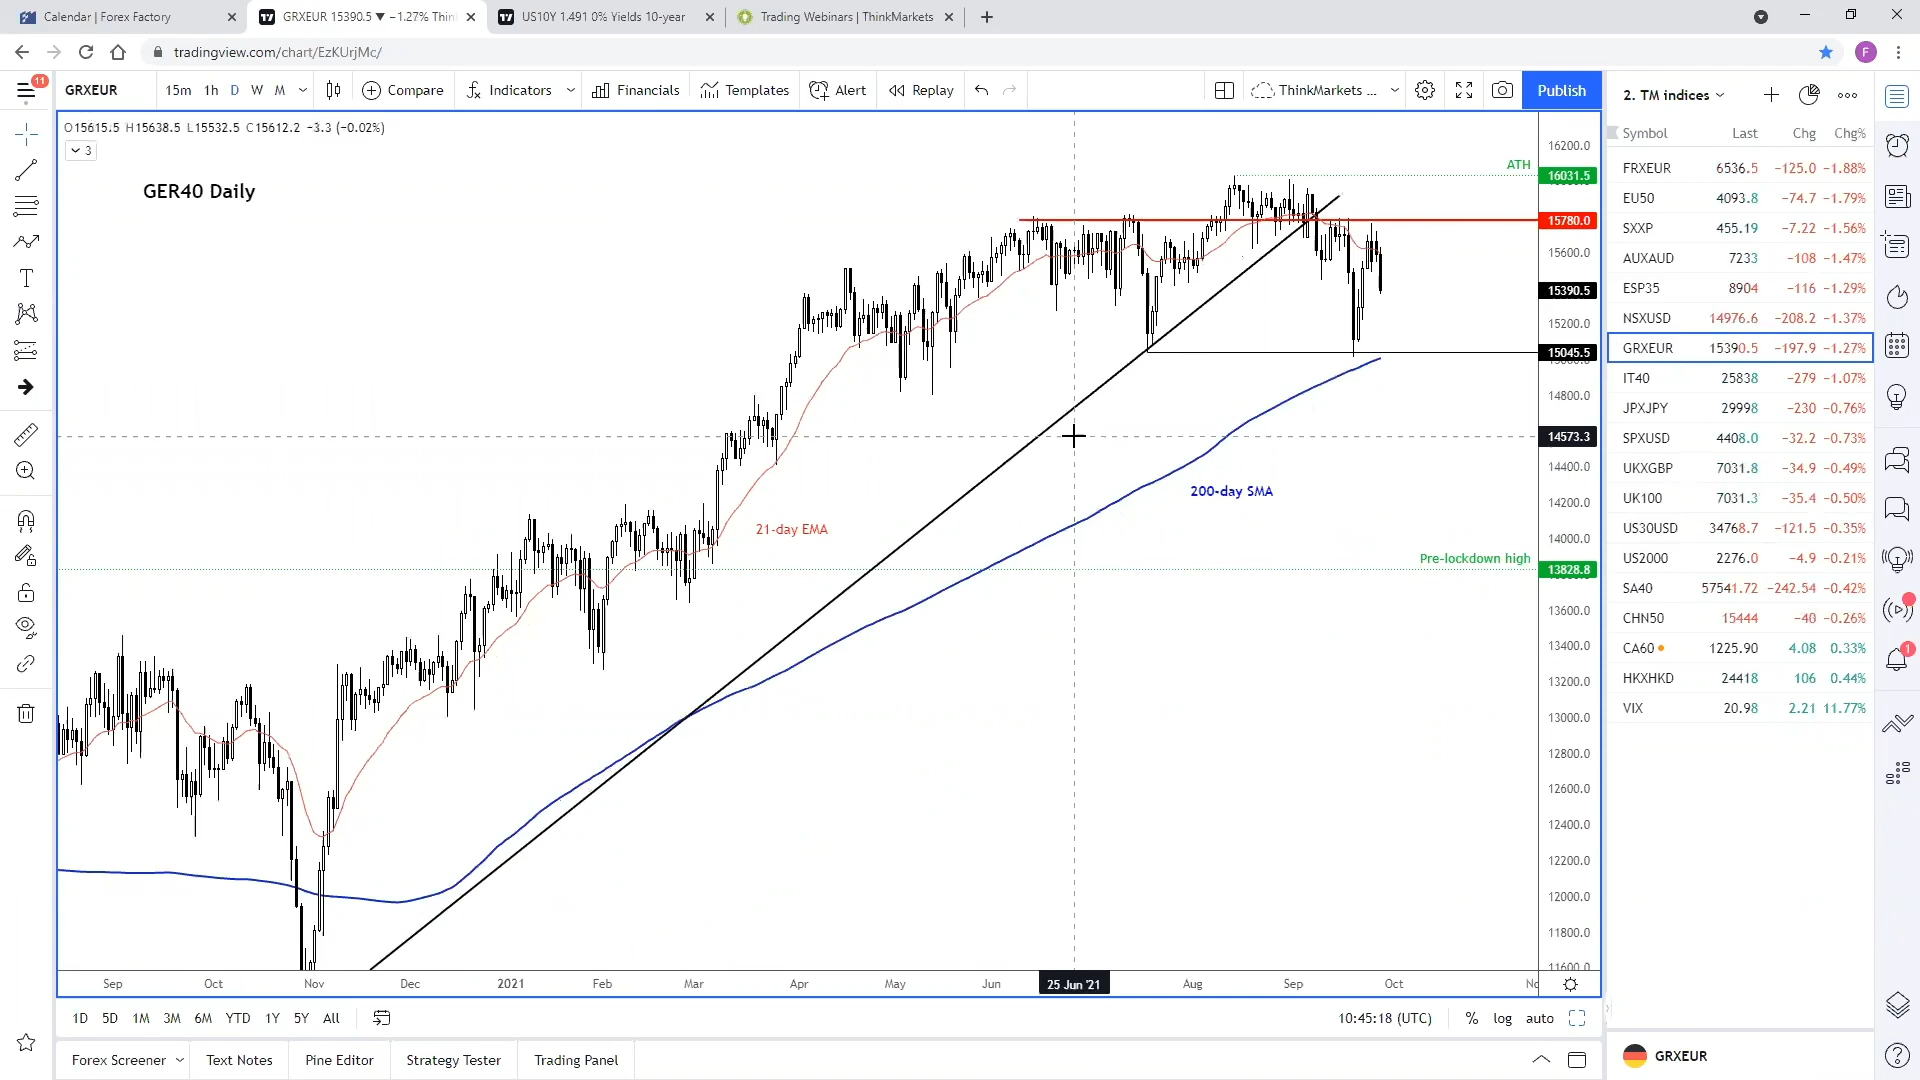 Calendar | Forex Factory
GRXEUR 15390.5 ▼ −1.27% Thin
US10Y 1.491 0% Yields 10-year
Trading Webinars | ThinkMarkets
tradingview.com/chart/EzKUrjMc/
F
11
GRXEUR
15m 1h D W M
Compare
Indicators
Financials
Templates
Alert
Replay
ThinkMarkets ...
Publish
O15615.5 H15638.5 L15532.5 C15612.2 −3.3 (−0.02%)
3
GER40 Daily
ATH
21-day EMA
200-day SMA
Pre-lockdown high
16200.0
16031.5
15780.0
15600.0
15390.5
15200.0
15045.5
14800.0
14573.3
14400.0
14200.0
14000.0
13828.8
13600.0
13400.0
13200.0
13000.0
12800.0
12600.0
12400.0
12200.0
12000.0
11800.0
11600.0
Sep Oct Nov Dec 2021 Feb Mar Apr May Jun 25 Jun '21 Aug Sep Oct
1D 5D 1M 3M 6M YTD 1Y 5Y All
10:45:18 (UTC) % log auto
Forex Screener Text Notes Pine Editor Strategy Tester Trading Panel
2. TM indices
Symbol Last Chg Chg%
FRXEUR 6536.5 −125.0 −1.88%
EU50 4093.8 −74.7 −1.79%
SXXP 455.19 −7.22 −1.56%
AUXAUD 7233 −108 −1.47%
ESP35 8904 −116 −1.29%
NSXUSD 14976.6 −208.2 −1.37%
GRXEUR 15390.5 −197.9 −1.27%
IT40 25838 −279 −1.07%
JPXJPY 29998 −230 −0.76%
SPXUSD 4408.0 −32.2 −0.73%
UKXGBP 7031.8 −34.9 −0.49%
UK100 7031.3 −35.4 −0.50%
US30USD 34768.7 −121.5 −0.35%
US2000 2276.0 −4.9 −0.21%
SA40 57541.72 −242.54 −0.42%
CHN50 15444 −40 −0.26%
CA60 1225.90 4.08 0.33%
HKXHKD 24418 106 0.44%
VIX 20.98 2.21 11.77%
1
GRXEUR